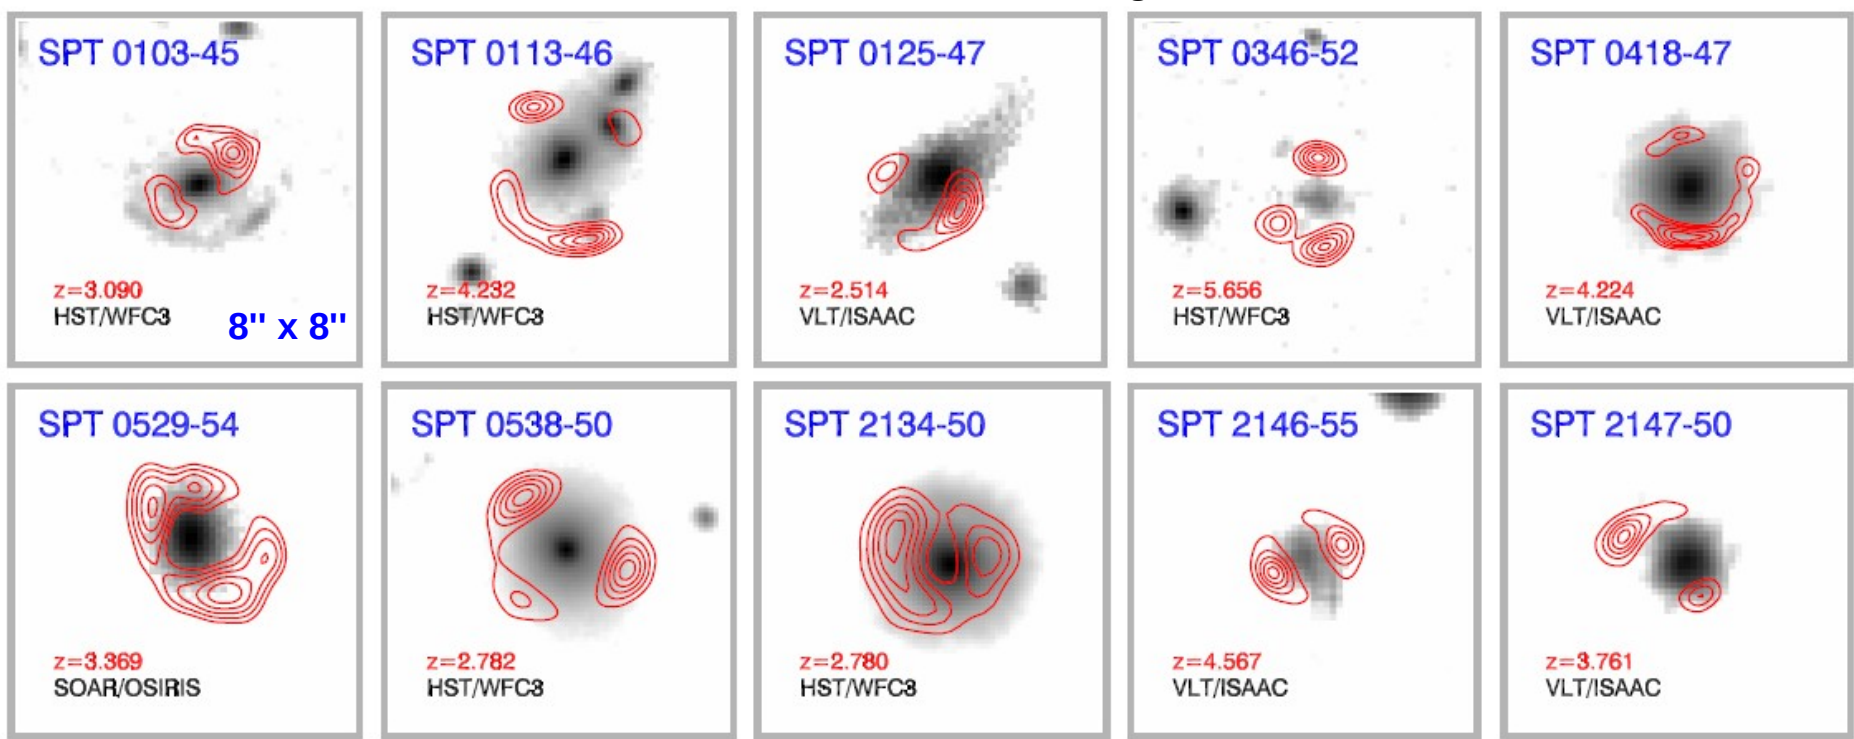 SPT 0103-45
z=3.090
HST/WFC3
8" x 8"
SPT 0113-46
z=4.232
HST/WFC3
SPT 0125-47
z=2.514
VLT/ISAAC
SPT 0346-52
z=5.656
HST/WFC3
SPT 0418-47
z=4.224
VLT/ISAAC
SPT 0529-54
z=3.369
SOAR/OSIRIS
SPT 0538-50
z=2.782
HST/WFC3
SPT 2134-50
z=2.780
HST/WFC3
SPT 2146-55
z=4.567
VLT/ISAAC
SPT 2147-50
z=3.761
VLT/ISAAC